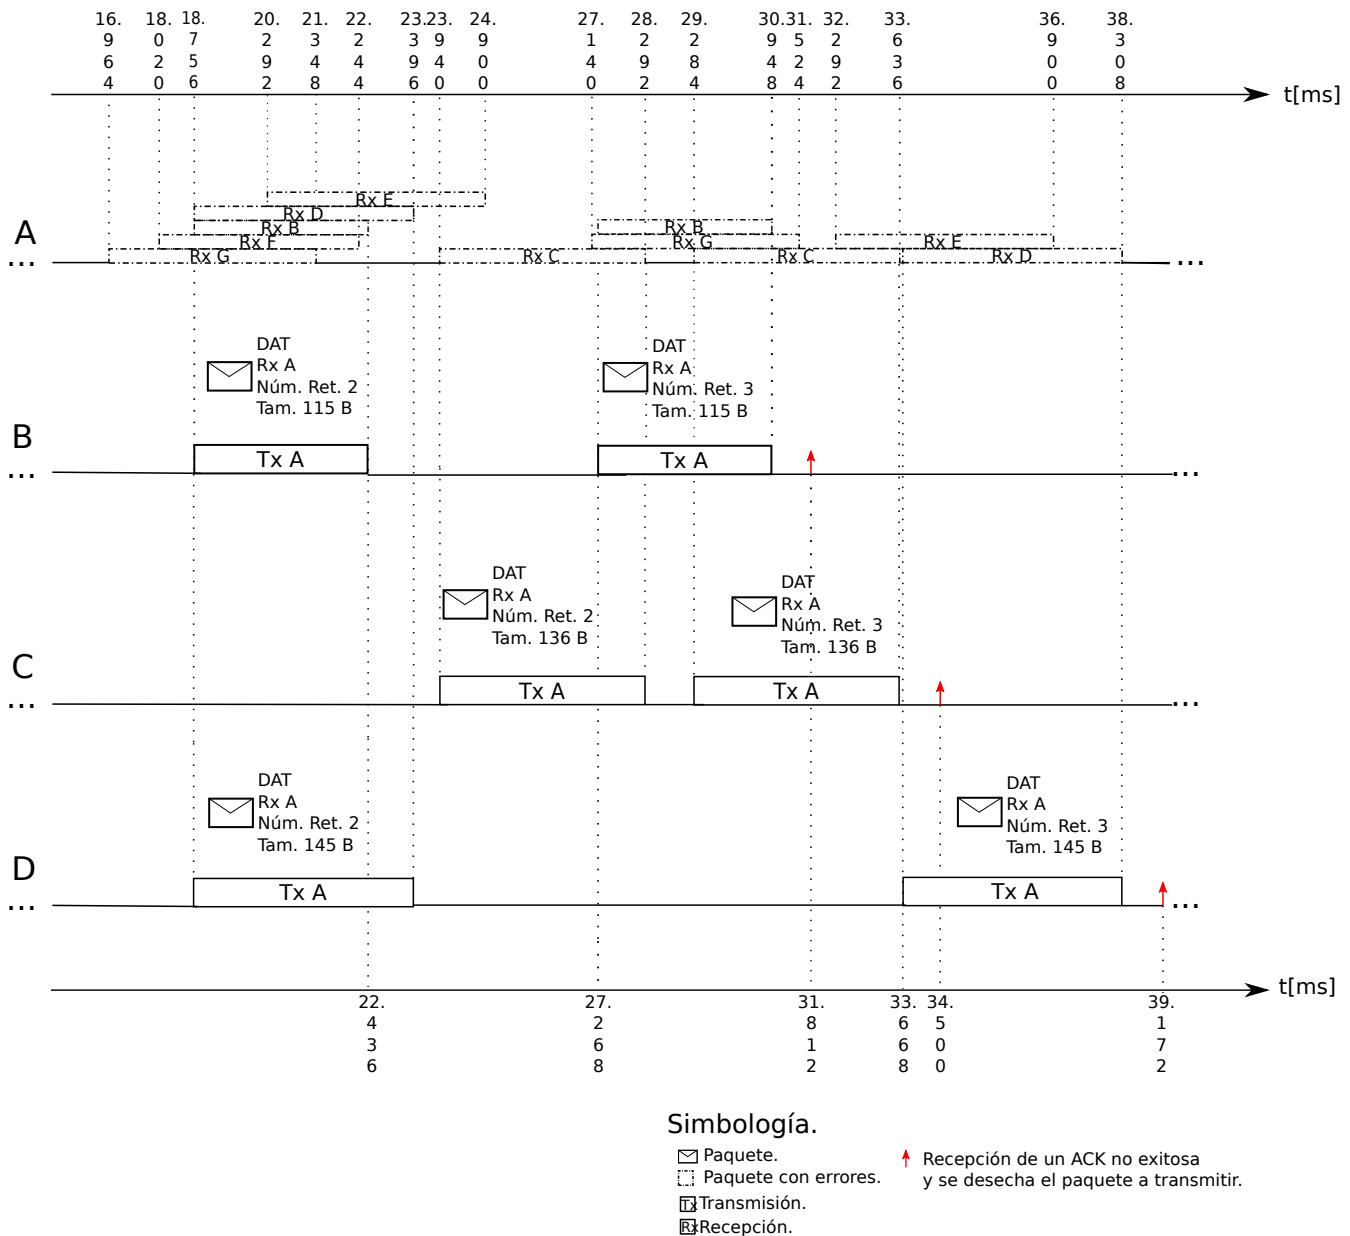 16.964
18.020
18.756
20.292
21.348
22.244
23.396
23.940
24.900
27.140
28.292
29.284
30.948
31.524
32.292
33.636
36.900
38.308
t[ms]
A
...
Rx E
Rx D
Rx B
Rx F
Rx G
Rx C
Rx B
Rx G
Rx C
Rx E
Rx D
...
B
...
DAT
Rx A
Núm. Ret. 2
Tam. 115 B
Tx A
DAT
Rx A
Núm. Ret. 3
Tam. 115 B
Tx A
...
C
...
DAT
Rx A
Núm. Ret. 2
Tam. 136 B
Tx A
DAT
Rx A
Núm. Ret. 3
Tam. 136 B
Tx A
...
D
...
DAT
Rx A
Núm. Ret. 2
Tam. 145 B
Tx A
DAT
Rx A
Núm. Ret. 3
Tam. 145 B
Tx A
...
t[ms]
22.436
27.268
31.812
33.668
34.500
39.172
Simbología.
Paquete.
Paquete con errores.
Tx Transmisión.
Rx Recepción.
Recepción de un ACK no exitosa
y se desecha el paquete a transmitir.